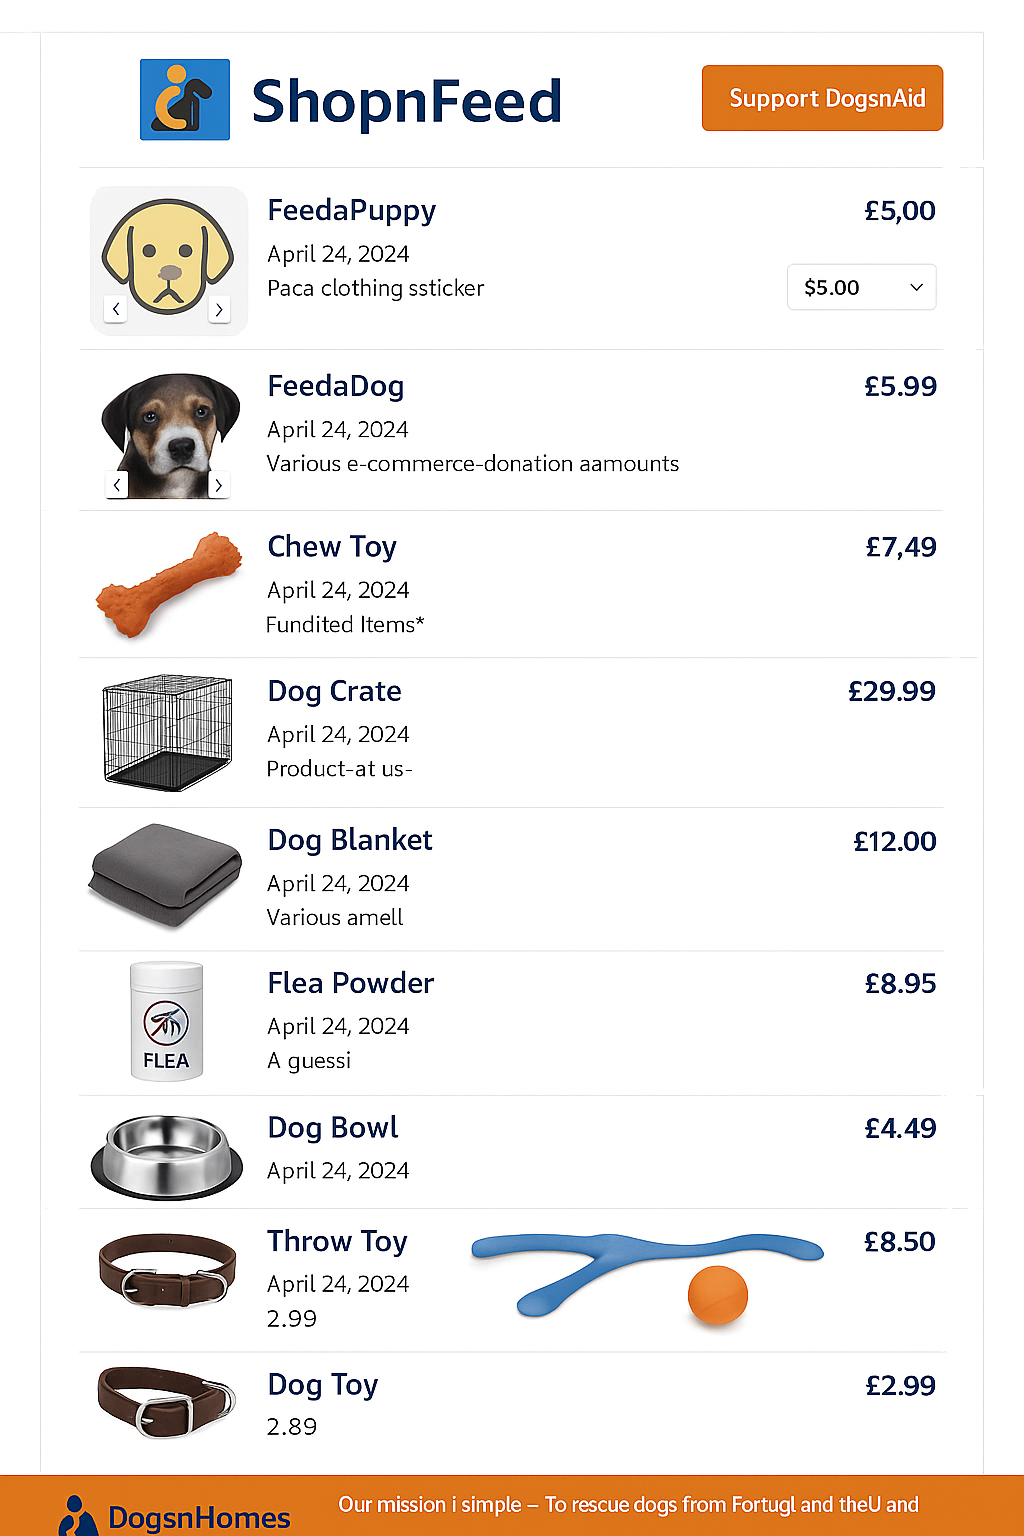 ShopnFeed
Support DogsnAid
FeedaPuppy
£5,00
April 24, 2024
Paca clothing ssticker
$5.00
FeedaDog
£5.99
April 24, 2024
Various e-commerce-donation aamounts
Chew Toy
£7,49
April 24, 2024
Fundited Items*
Dog Crate
£29.99
April 24, 2024
Product-at us-
Dog Blanket
£12.00
April 24, 2024
Various amell
Flea Powder
£8.95
April 24, 2024
A guessi
FLEA
Dog Bowl
£4.49
April 24, 2024
Throw Toy
£8.50
April 24, 2024
2.99
Dog Toy
£2.99
2.89
DogsnHomes
Our mission i simple – To rescue dogs from Fortugl and theU and